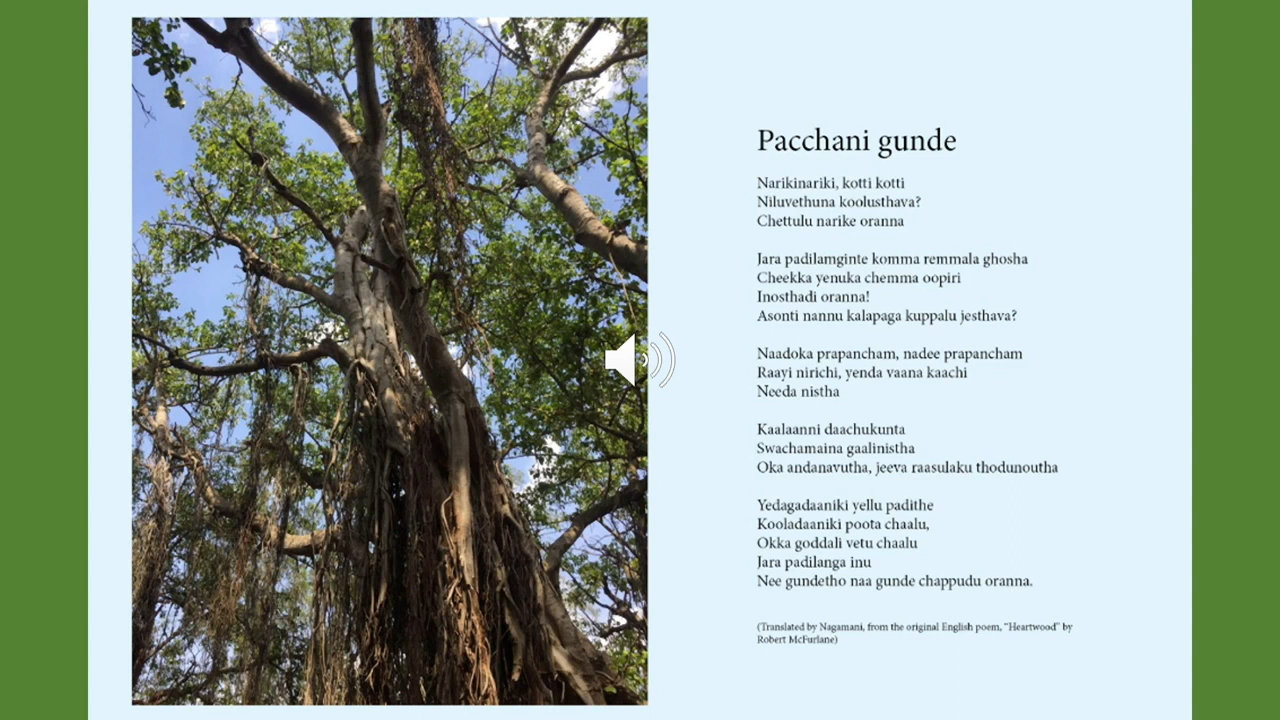 Pacchani gunde
Narikinariki, kotti kotti
Niluvethuna koolusthava?
Chettulu narike oranna
Jara padilamginte komma remmala ghosha
Cheekka yenuka chemma oopiri
Inosthadi oranna!
Asonti nannu kalapaga kuppalu jesthava?
Naadoka prapancham, nadee prapancham
Raayi nirichi, yenda vaana kaachi
Needa nistha
Kaalaanni daachukunta
Swachamaina gaalinistha
Oka andanavutha, jeeva raasulaku thodunoutha
Yedagadaaniki yellu padithe
Kooladaaniki poota chaalu,
Okka goddali vetu chaalu
Jara padilanga inu
Nee gundetho naa gunde chappudu oranna.
(Translated by Nagamani, from the original English poem, "Heartwood" by
Robert McFurlane)